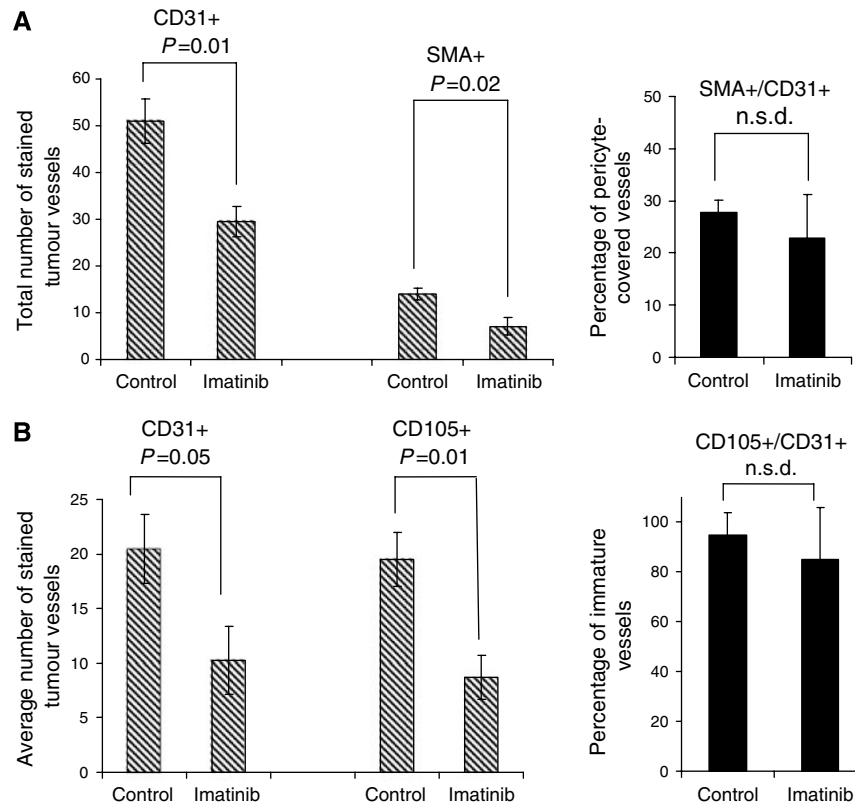 A
CD31+
P=0.01
SMA+
P=0.02
Total number of stained
tumour vessels
60
50
40
30
20
10
0
Control Imatinib Control Imatinib
SMA+/CD31+
n.s.d.
Percentage of pericyte-
covered vessels
50
40
30
20
10
0
Control Imatinib
B
CD31+
P=0.05
CD105+
P=0.01
Average number of stained
tumour vessels
25
20
15
10
5
0
Control Imatinib Control Imatinib
CD105+/CD31+
n.s.d.
Percentage of immature
vessels
100
80
60
40
20
0
Control Imatinib